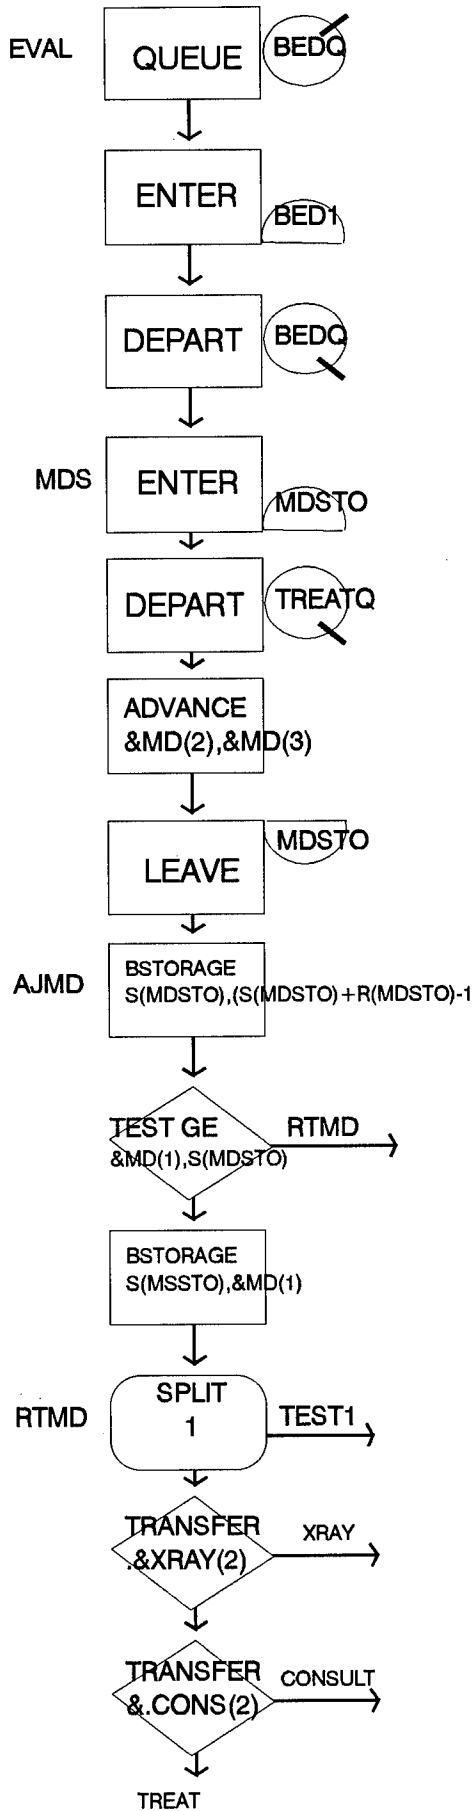 EVAL
QUEUE
BEDQ
ENTER
BED1
DEPART
BEDQ
MDS
ENTER
MDSTO
DEPART
TREATQ
ADVANCE
&MD(2),&MD(3)
LEAVE
MDSTO
AJMD
BSTORAGE
S(MDSTO),(S(MDSTO)+R(MDSTO)-1
TEST GE
&MD(1),S(MDSTO)
RTMD
BSTORAGE
S(MSSTO),&MD(1)
RTMD
SPLIT
1
TEST1
TRANSFER
.&XRAY(2)
XRAY
TRANSFER
&.CONS(2)
CONSULT
TREAT